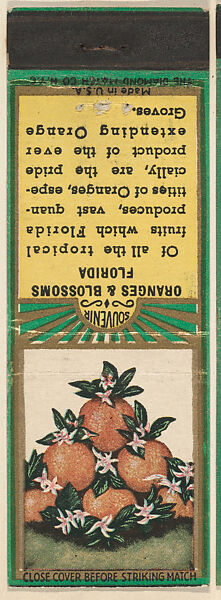 SOUVENIR
ORANGES & BLOSSOMS
FLORIDA
Of all the tropical
fruits which Florida
produces, vast quan-
tities of Oranges, espe-
cially, are the pride
product of the ever
extending Orange
Groves.
Made in U.S.A
THE DIAMOND MATCH CO. N.Y.C.
CLOSE COVER BEFORE STRIKING MATCH